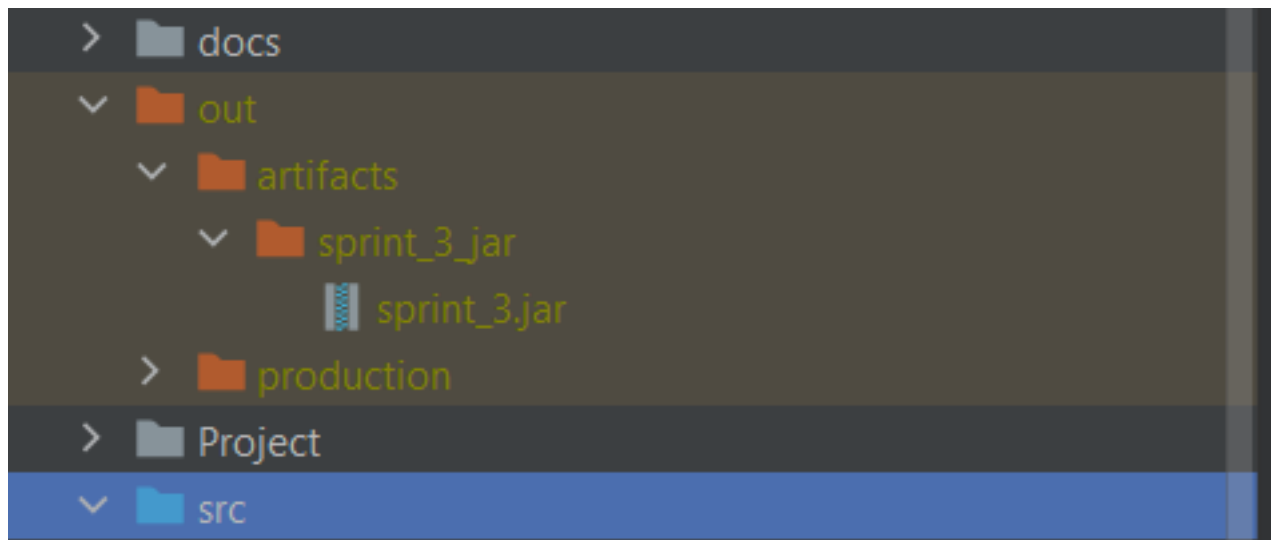 docs
out
artifacts
sprint_3_jar
sprint_3.jar
production
Project
src